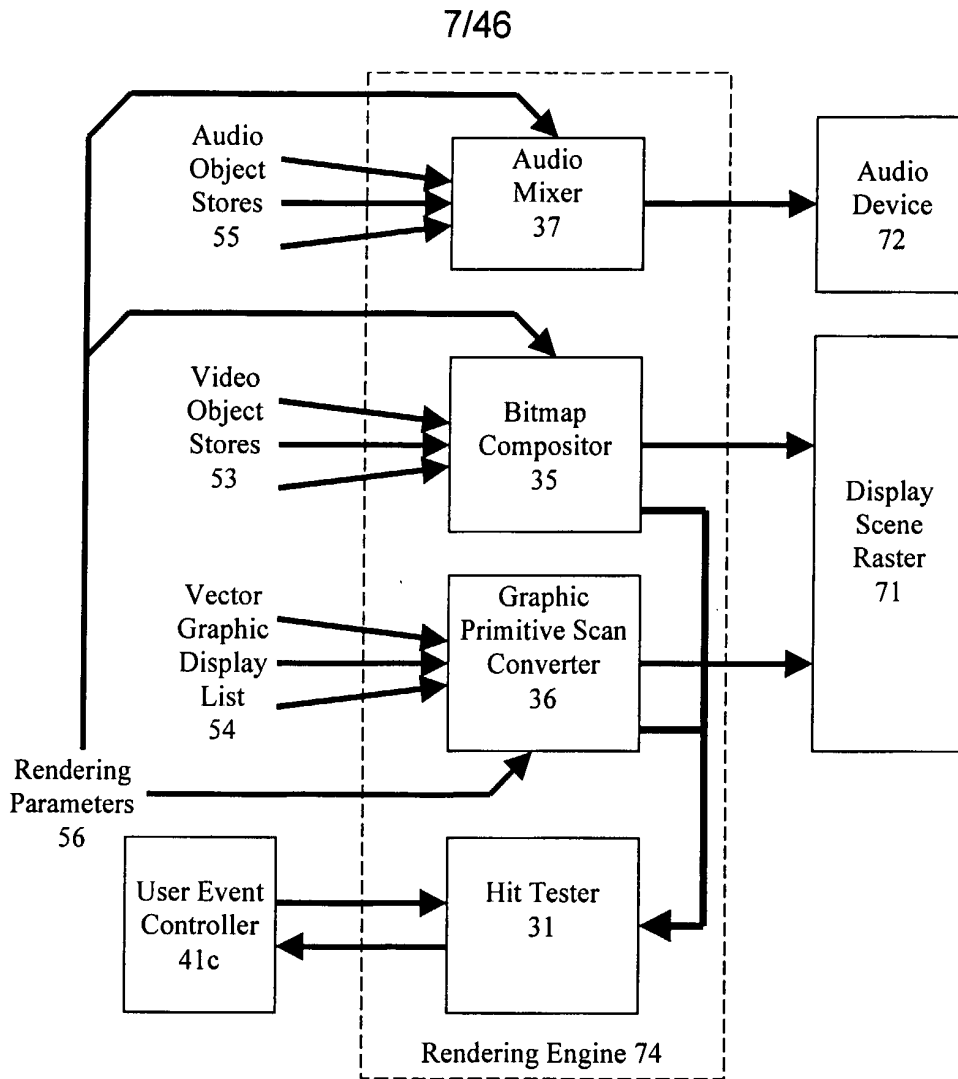 7/46
Audio
Object
Stores
55
Audio
Mixer
37
Audio
Device
72
Video
Object
Stores
53
Bitmap
Compositor
35
Display
Scene
Raster
71
Vector
Graphic
Display
List
54
Graphic
Primitive Scan
Converter
36
Rendering
Parameters
56
User Event
Controller
41c
Hit Tester
31
Rendering Engine 74